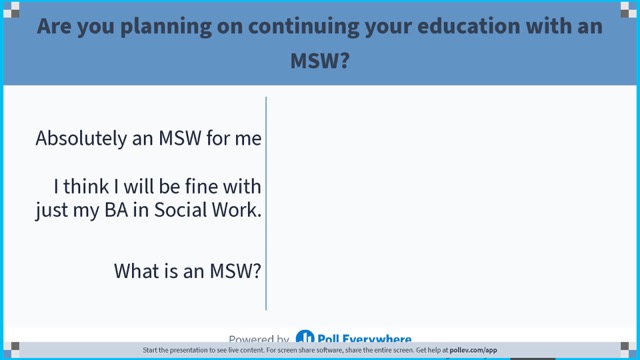 Are you planning on continuing your education with an
MSW?
Absolutely an MSW for me
I think I will be fine with
just my BA in Social Work.
What is an MSW?
Powered by Poll Everywhere
Start the presentation to see live content. For screen share software, share the entire screen. Get help at pollev.com/app